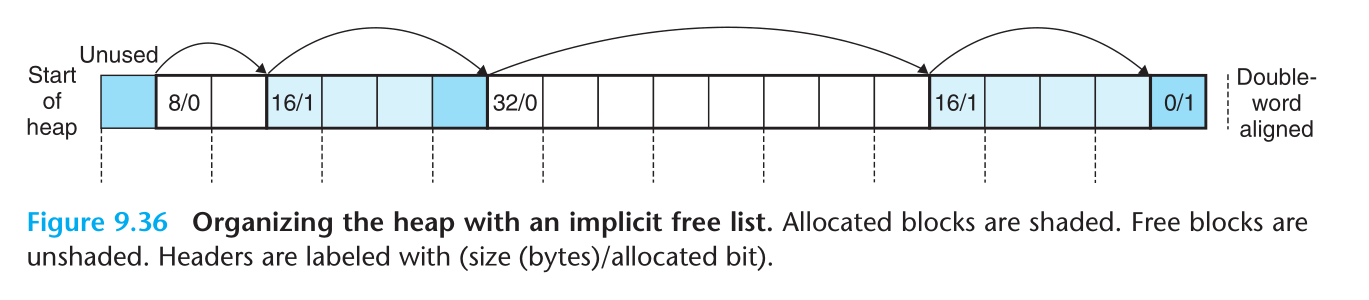 Unused
Start
of
heap
8/0
16/1
32/0
16/1
0/1
Double-
word
aligned
Figure 9.36 Organizing the heap with an implicit free list. Allocated blocks are shaded. Free blocks are
unshaded. Headers are labeled with (size (bytes)/allocated bit).